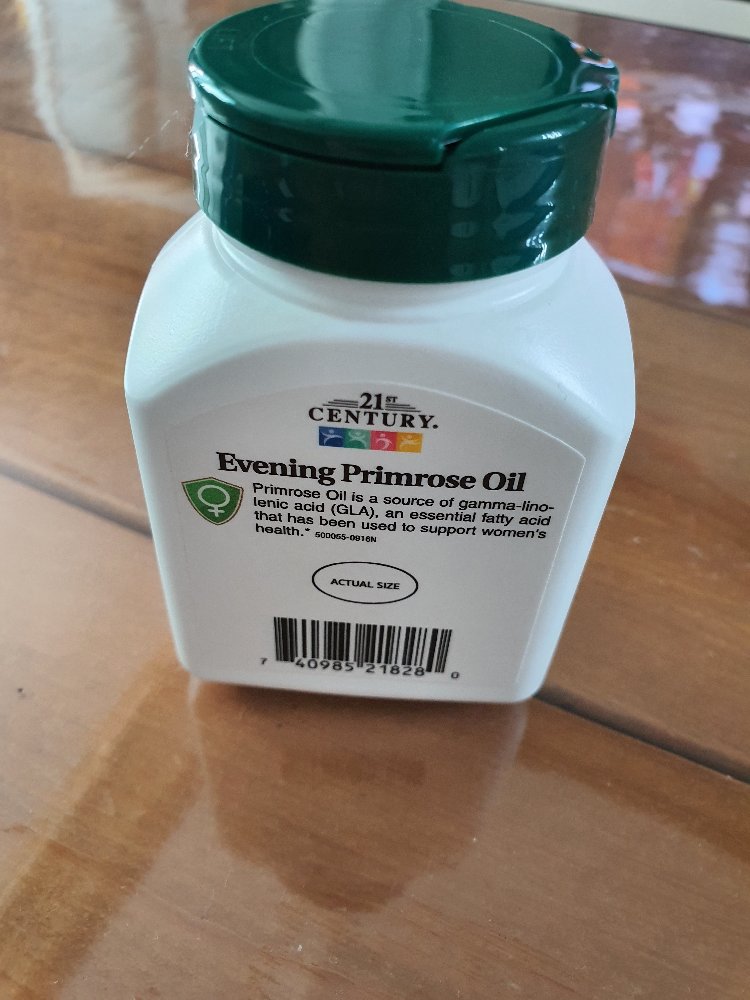 21ST
CENTURY.
Evening Primrose Oil
Primrose Oil is a source of gamma-lino-
lenic acid (GLA), an essential fatty acid
that has been used to support women's
health.* 500055-0916N
ACTUAL SIZE
7 40985 21828 0